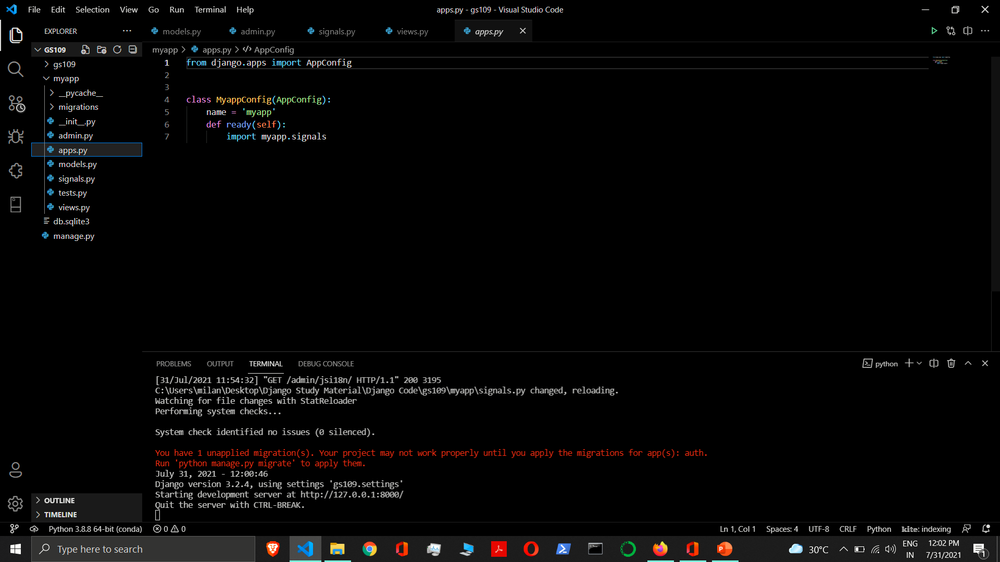 File Edit Selection View Go Run Terminal Help
apps.py - gs109 - Visual Studio Code
EXPLORER
models.py admin.py signals.py views.py apps.py
GS109
myapp > apps.py > AppConfig
gs109
myapp
__pycache__
migrations
__init__.py
admin.py
apps.py
models.py
signals.py
tests.py
views.py
db.sqlite3
manage.py
1 from django.apps import AppConfig
2
3
4 class MyappConfig(AppConfig):
5 name = 'myapp'
6 def ready(self):
7 import myapp.signals
PROBLEMS OUTPUT TERMINAL DEBUG CONSOLE
python
[31/Jul/2021 11:54:32] "GET /admin/jsi18n/ HTTP/1.1" 200 3195
C:\Users\milan\Desktop\Django Study Material\Django Code\gs109\myapp\signals.py changed, reloading.
Watching for file changes with StatReloader
Performing system checks...
System check identified no issues (0 silenced).
You have 1 unapplied migration(s). Your project may not work properly until you apply the migrations for app(s): auth.
Run 'python manage.py migrate' to apply them.
July 31, 2021 - 12:00:46
Django version 3.2.4, using settings 'gs109.settings'
Starting development server at http://127.0.0.1:8000/
Quit the server with CTRL-BREAK.
OUTLINE
TIMELINE
Python 3.8.8 64-bit (conda) 0 0
Ln 1, Col 1 Spaces: 4 UTF-8 CRLF Python kite: indexing
Type here to search
30°C
ENG
IN
12:02 PM
7/31/2021
1